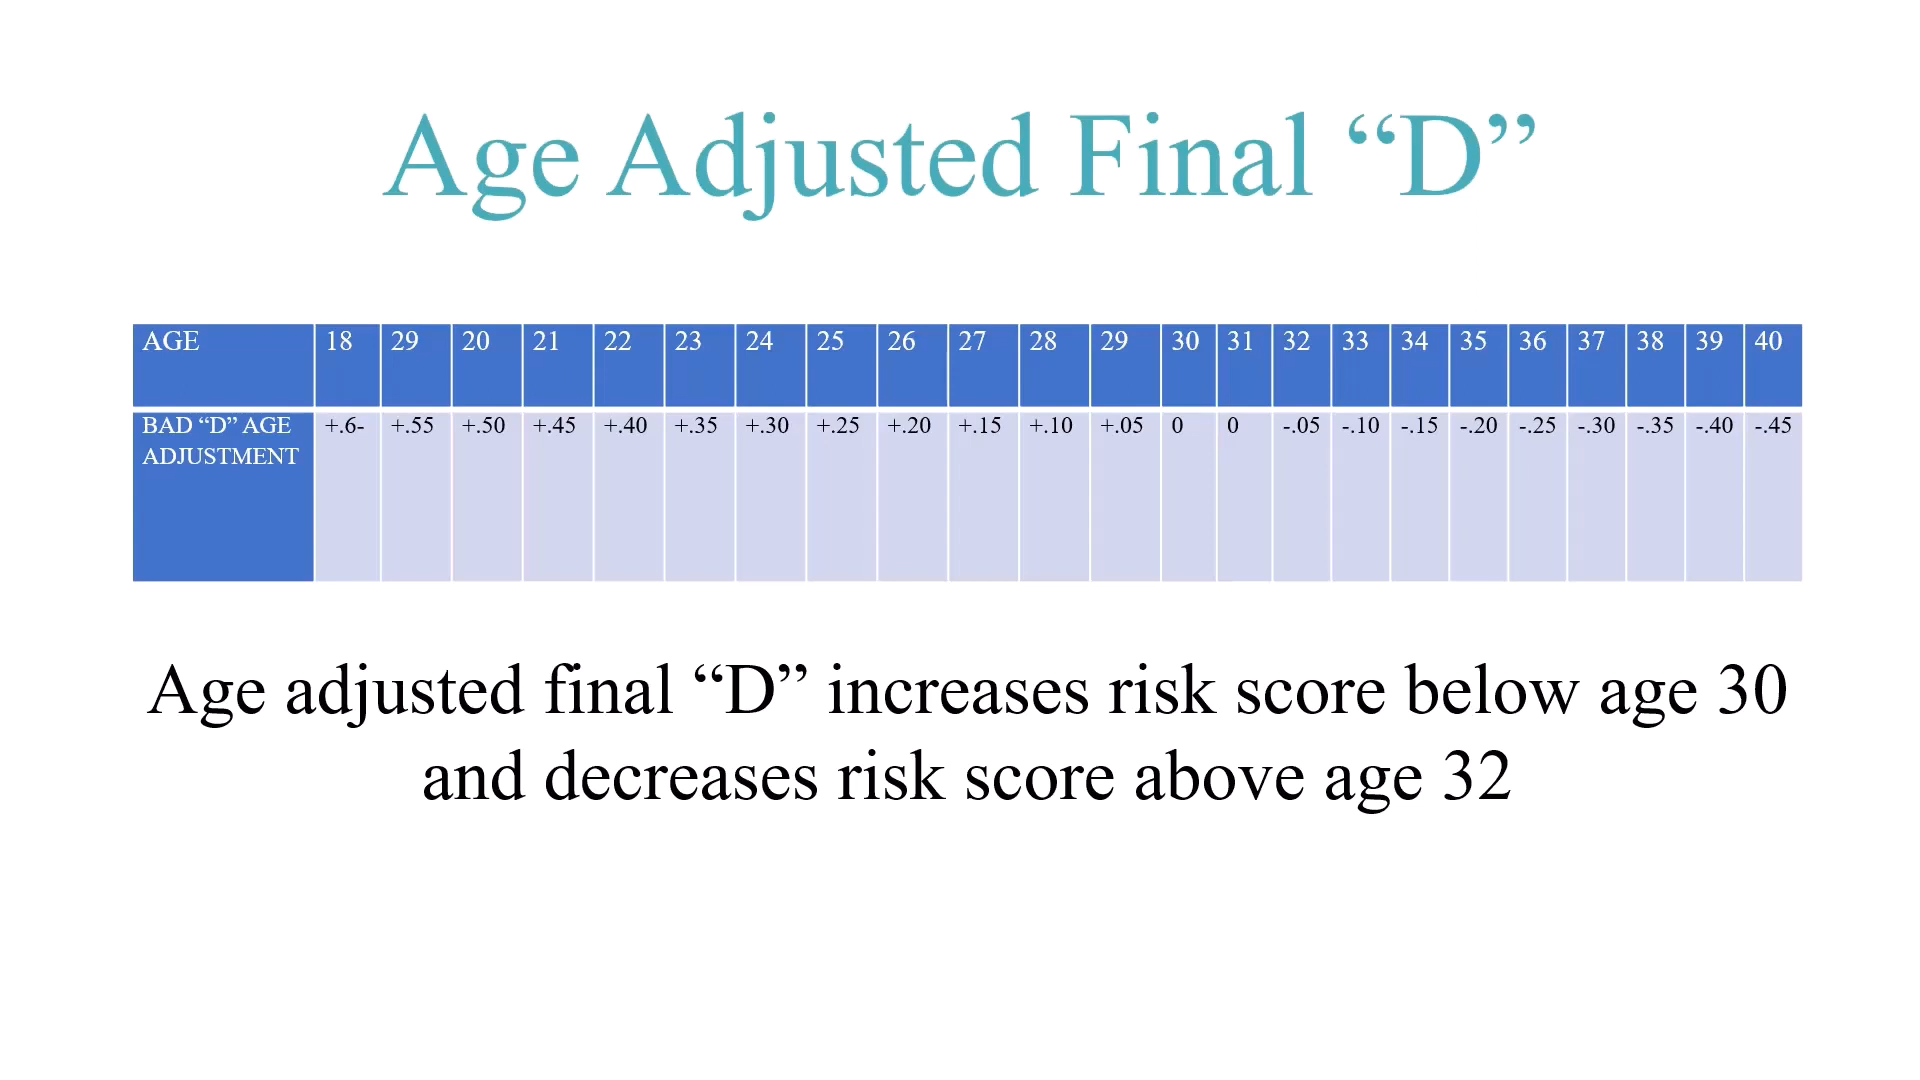 Age Adjusted Final “D”
AGE 18 29 20 21 22 23 24 25 26 27 28 29 30 31 32 33 34 35 36 37 38 39 40
BAD “D” AGE ADJUSTMENT +.6- +.55 +.50 +.45 +.40 +.35 +.30 +.25 +.20 +.15 +.10 +.05 0 0 -.05 -.10 -.15 -.20 -.25 -.30 -.35 -.40 -.45
Age adjusted final “D” increases risk score below age 30
and decreases risk score above age 32